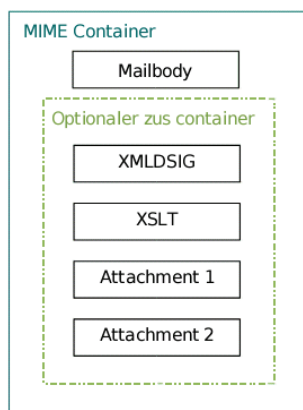 MIME Container
Mailbody
Optionaler zus container
XMLDSIG
XSLT
Attachment 1
Attachment 2